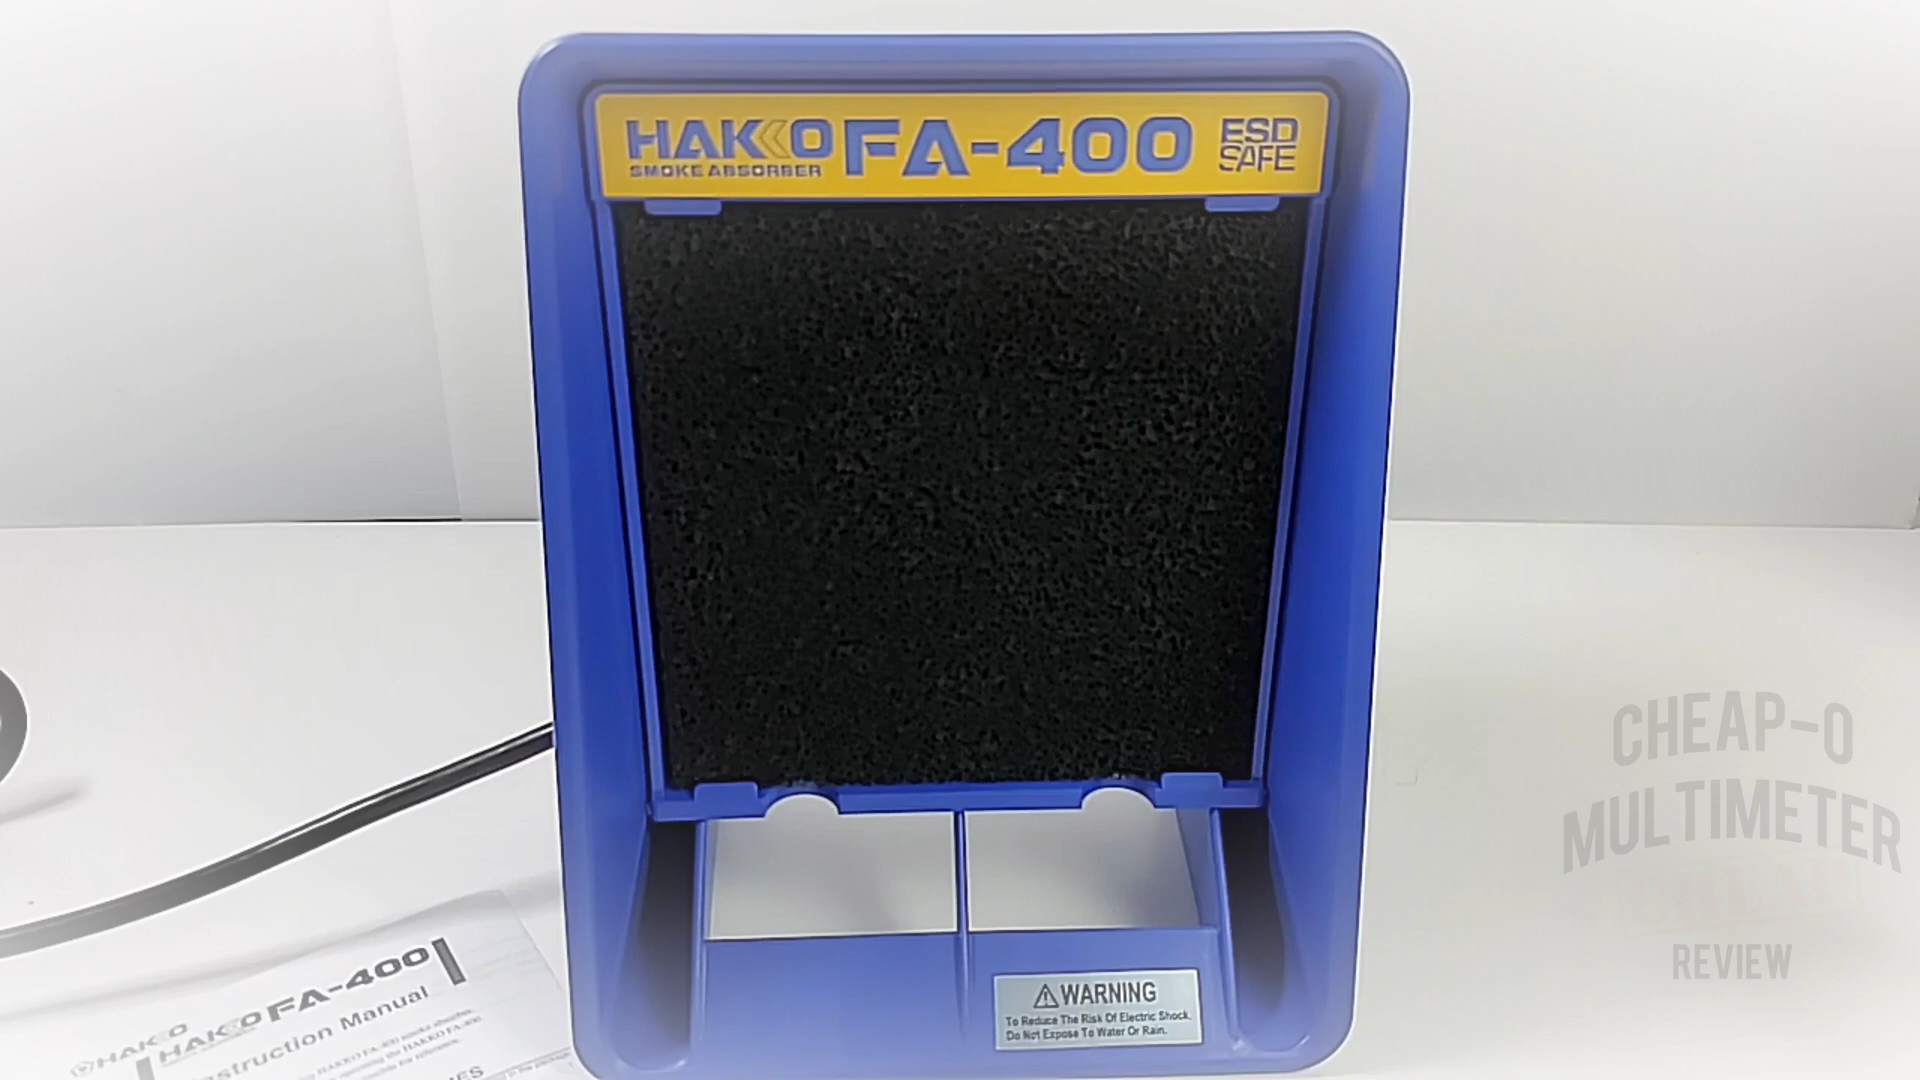 HAKKO FA-400 ESD SAFE
SMOKE ABSORBER
CHEAP-O
MULTIMETER
REVIEW
WARNING
To Reduce The Risk Of Electric Shock,
Do Not Expose To Water Or Rain.
HAKKO
HAKKO FA-400
Instruction Manual